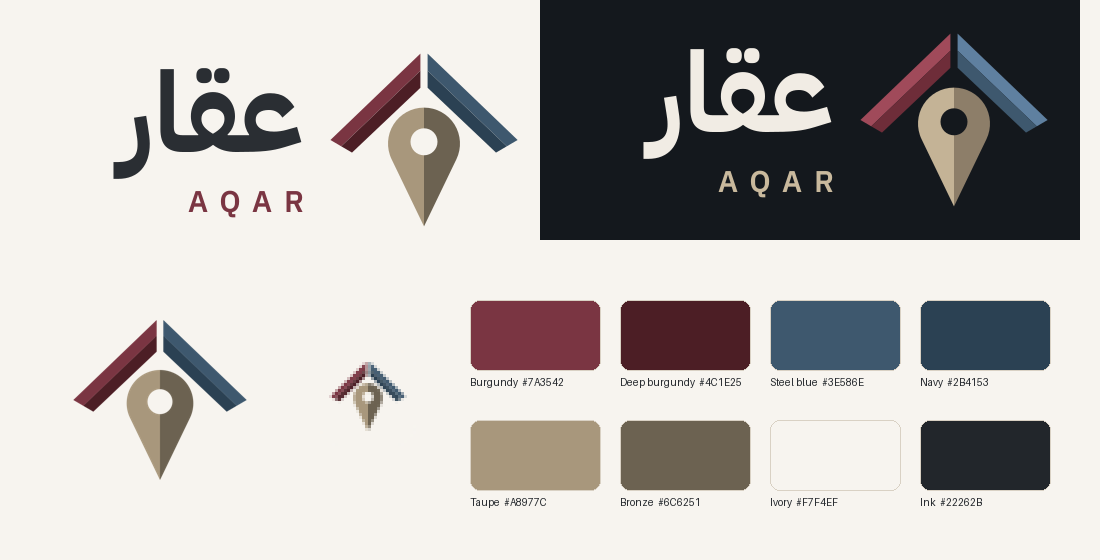 عقار
AQAR
عقار
AQAR
Burgundy #7A3542
Deep burgundy #4C1E25
Steel blue #3E586E
Navy #2B4153
Taupe #A8977C
Bronze #6C6251
Ivory #F7F4EF
Ink #22262B